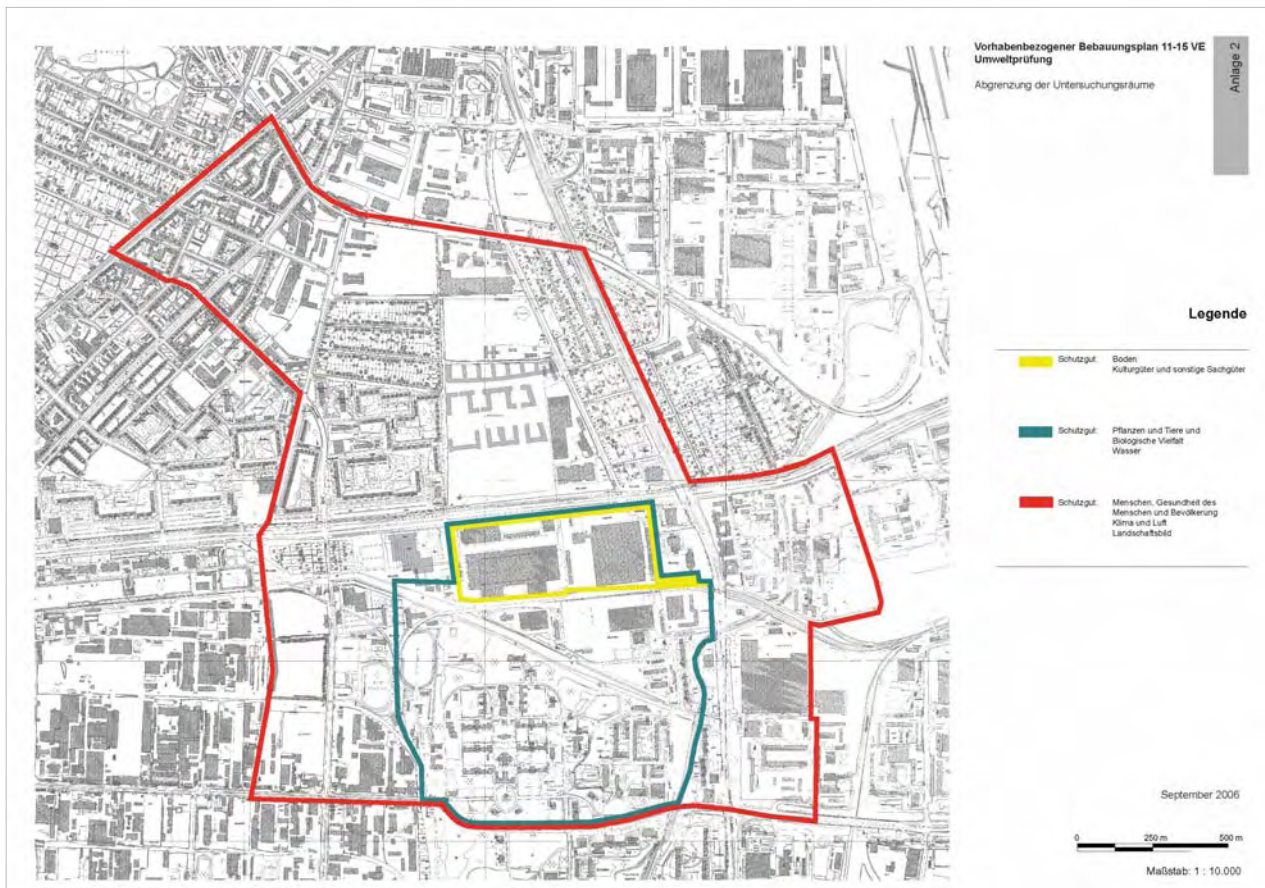 Vorhabenbezogener Bebauungsplan 11-15 VE
Umweltprüfung
Abgrenzung der Untersuchungsräume
Anlage 2
Legende
Schutzgut: Boden
Kulturgüter und sonstige Sachgüter
Schutzgut: Pflanzen und Tiere und
Biologische Vielfalt
Wasser
Schutzgut: Menschen, Gesundheit des
Menschen und Bevölkerung
Klima und Luft
Landschaftsbild
September 2006
0 250 m 500 m
Maßstab: 1 : 10.000